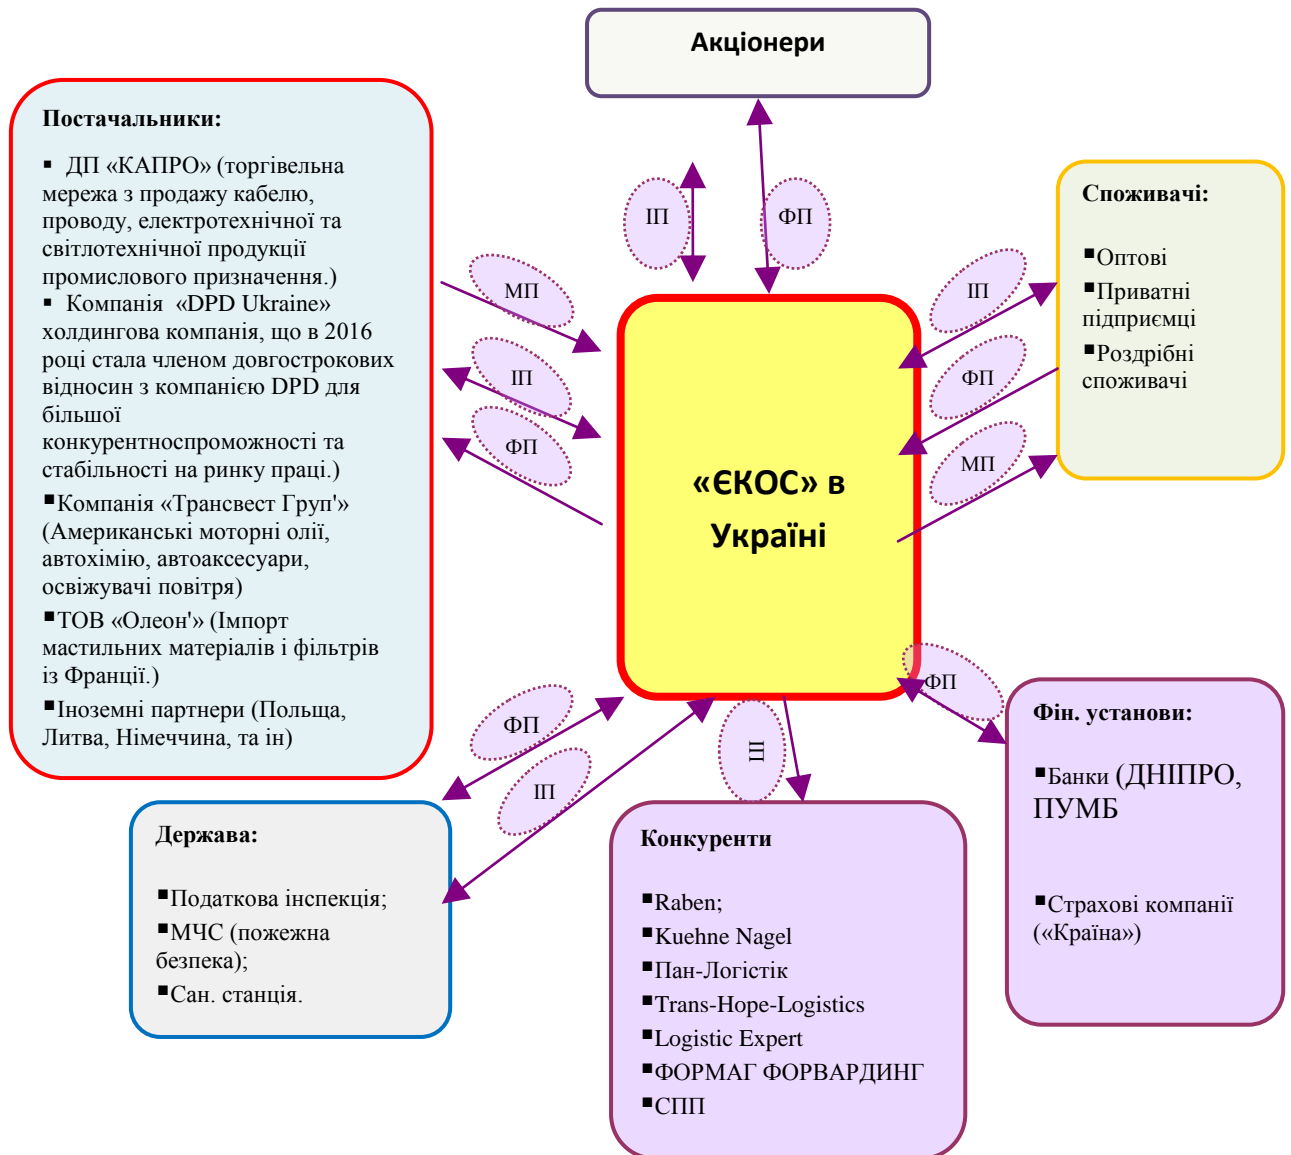 Акціонери
Постачальники:
▪ ДП «КАПРО» (торгівельна
мережа з продажу кабелю,
проводу, електротехнічної та
світлотехнічної продукції
промислового призначення.)
▪ Компанія «DPD Ukraine»
холдингова компанія, що в 2016
році стала членом довгострокових
відносин з компанією DPD для
більшої
конкурентноспроможності та
стабільності на ринку праці.)
▪Компанія «Трансвест Груп'»
(Американські моторні олії,
автохімію, автоаксесуари,
освіжувачі повітря)
▪ТОВ «Олеон'» (Імпорт
мастильних матеріалів і фільтрів
із Франції.)
▪Іноземні партнери (Польща,
Литва, Німеччина, та ін)
ІП
ФП
МП
ІП
ФП
«ЄКОС» в
Україні
ІП
ФП
МП
Споживачі:
▪Оптові
▪Приватні
підприємці
▪Роздрібні
споживачі
ФП
ІП
ІП
ФП
Держава:
▪Податкова інспекція;
▪МЧС (пожежна
безпека);
▪Сан. станція.
Конкуренти
▪Raben;
▪Kuehne Nagel
▪Пан-Логістік
▪Trans-Hope-Logistics
▪Logistic Expert
▪ФОРМАГ ФОРВАРДИНГ
▪СПП
Фін. установи:
▪Банки (ДНІПРО,
ПУМБ
▪Страхові компанії
(«Країна»)